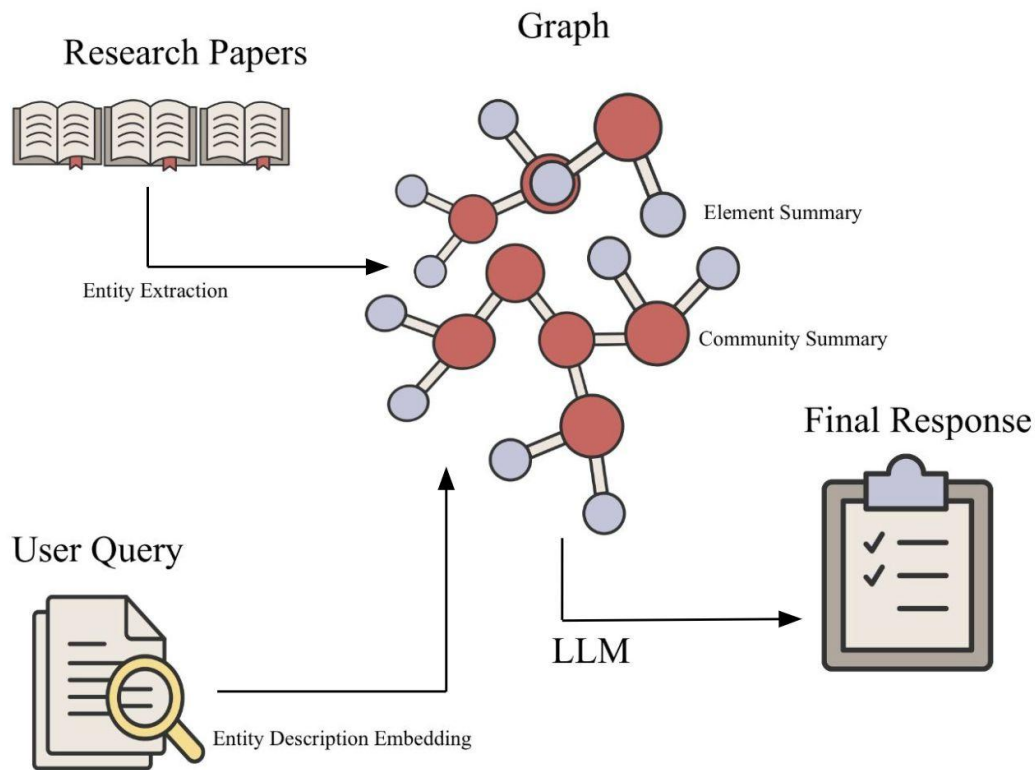 Graph
Research Papers
Element Summary
Entity Extraction
Community Summary
Final Response
User Query
LLM
Entity Description Embedding